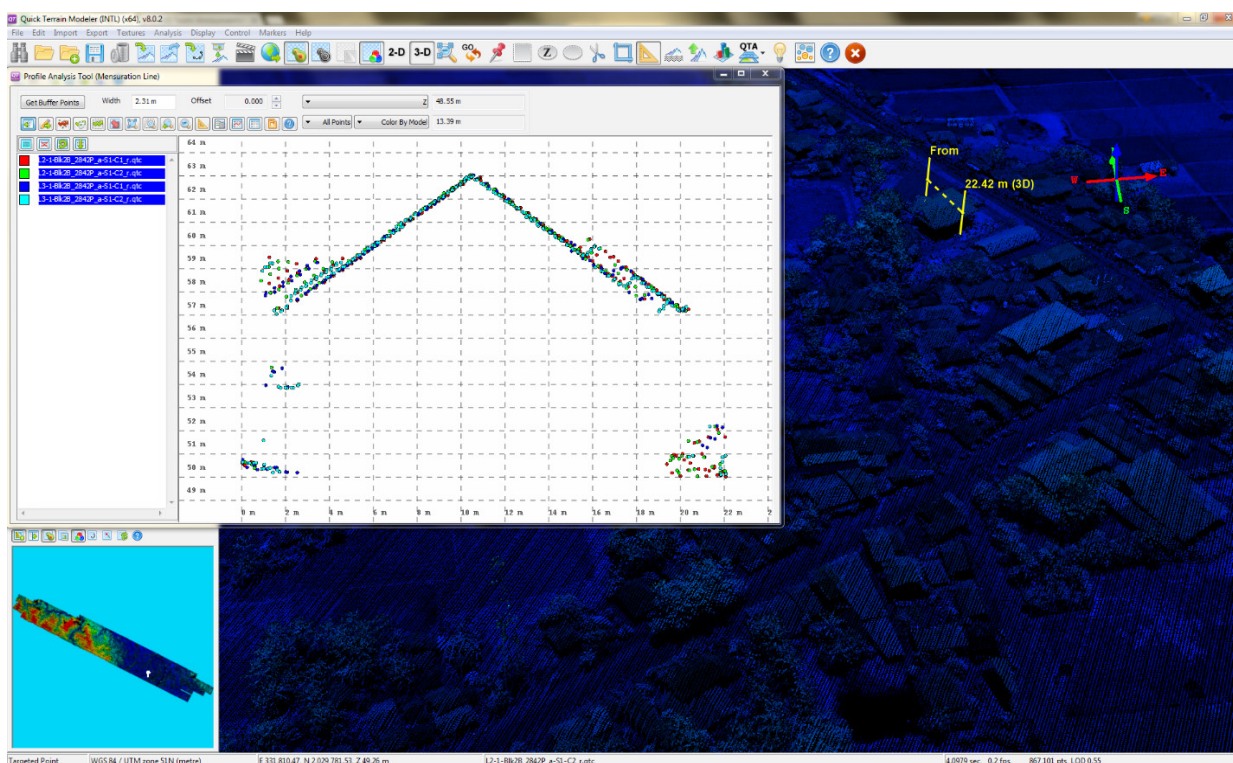 Quick Terrain Modeler (INTL) (x64), v8.0.2
File Edit Import Export Textures Analysis Display Control Markers Help
2-D 3-D GO QTA
Profile Analysis Tool (Mensuration Line)
Get Buffer Points Width 2.31 m Offset 0.000 Z 48.55 m
All Points Color By Model 13.39 m
L2-1-Blk2B_2842P_a-S1-C1_r.qtc
L2-1-Blk2B_2842P_a-S1-C2_r.qtc
L3-1-Blk2B_2842P_a-S1-C1_r.qtc
L3-1-Blk2B_2842P_a-S1-C2_r.qtc
64 m
63 m
62 m
61 m
60 m
59 m
58 m
57 m
56 m
55 m
54 m
53 m
52 m
51 m
50 m
49 m
0 m 2 m 4 m 6 m 8 m 10 m 12 m 14 m 16 m 18 m 20 m 22 m 2
From
22.42 m (3D)
W E
S
Targeted Point WGS 84 / UTM zone 51N (metre) E 331,810.47 N 2,029,781.53 Z 49.26 m L2-1-Blk2B_2842P_a-S1-C2_r.qtc 4.0979 sec 0.2 fps 867,101 pts LOD 0.55